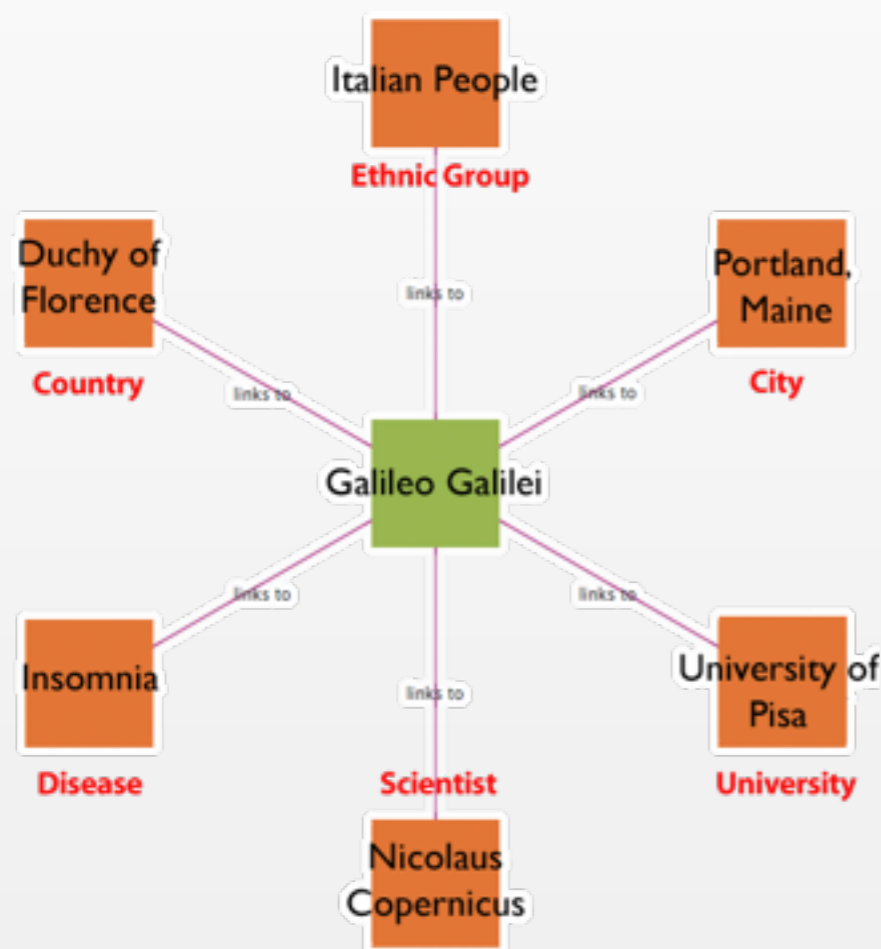 Italian People
Ethnic Group
Duchy of
Florence
Country
Portland,
Maine
City
links to
links to
links to
Galileo Galilei
links to
links to
links to
Insomnia
Disease
University of
Pisa
University
Scientist
Nicolaus
Copernicus